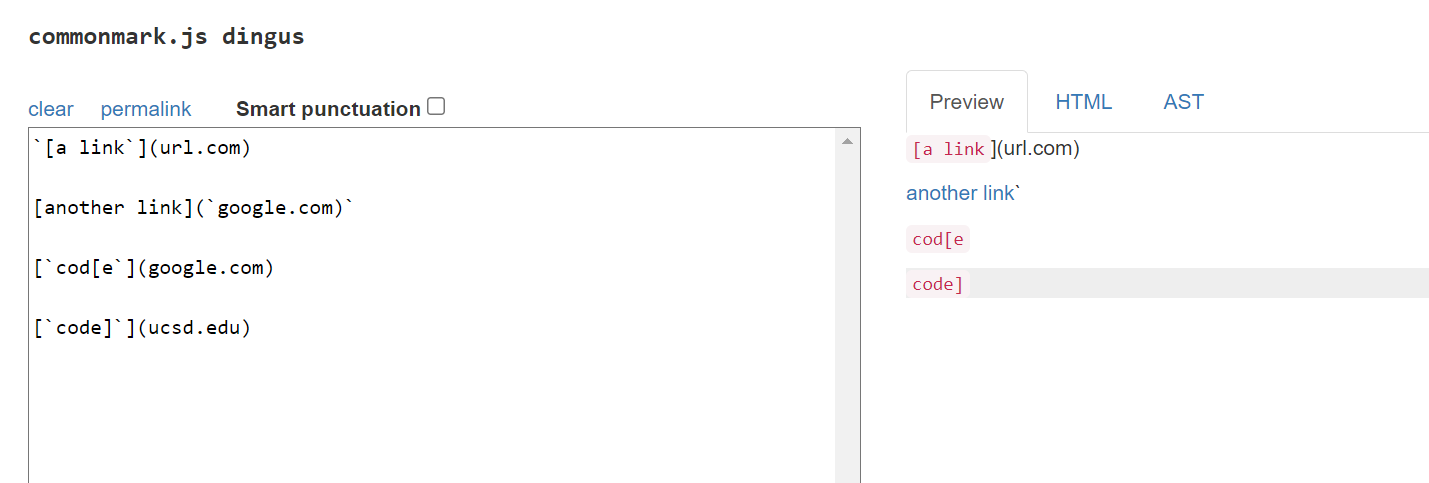 commonmark.js dingus
clear permalink Smart punctuation
`[a link`](url.com)
[another link](`google.com)`
[`cod[e`](google.com)
[`code]`](ucsd.edu)
Preview HTML AST
[a link](url.com)
another link`
cod[e
code]